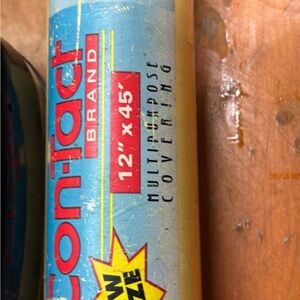 Con-Tact
BRAND
12" x 45'
MULTIPURPOSE
COVERING